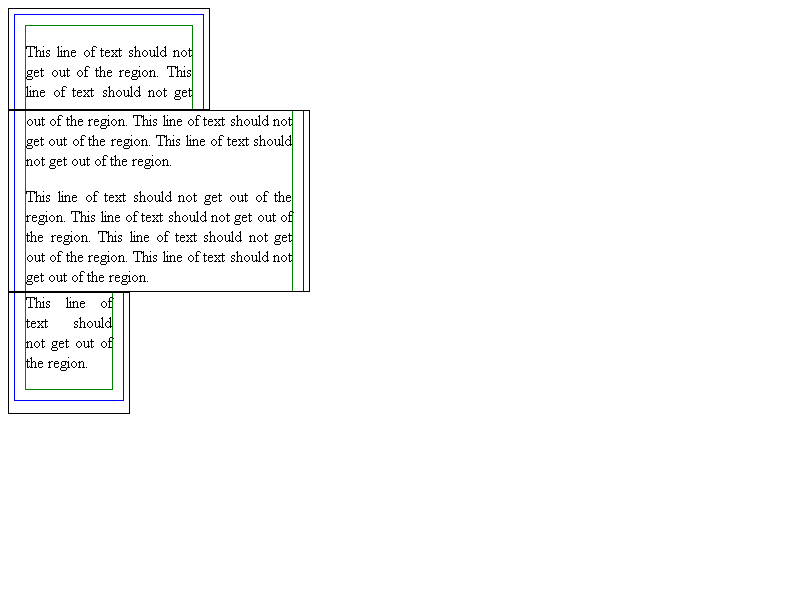 This line of text should not
get out of the region. This
line of text should not get
out of the region. This line of text should not
get out of the region. This line of text should
not get out of the region.
This line of text should not get out of the
region. This line of text should not get out of
the region. This line of text should not get
out of the region. This line of text should not
get out of the region.
This line of
text should
not get out of
the region.